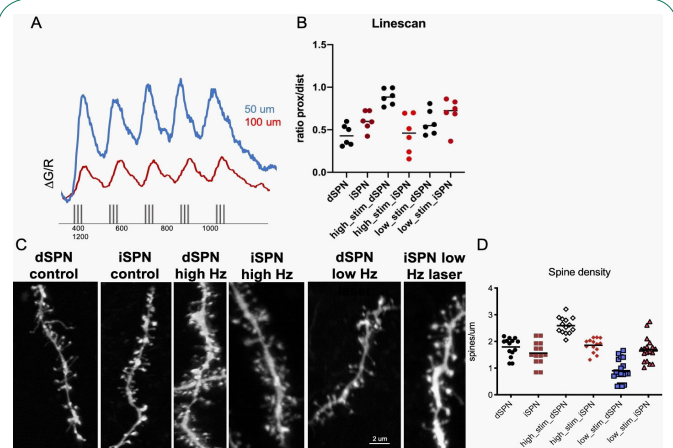 A
50 um
100 um
ΔG/R
400 600 800 1000
1200
B
Linescan
ratio prox/dist
1.5
1.0
0.5
0.0
dSPN
iSPN
high_stim_dSPN
high_stim_iSPN
low_stim_dSPN
low_stim_iSPN
C
dSPN
control
iSPN
control
dSPN
high Hz
iSPN
high Hz
dSPN
low Hz
iSPN low
Hz laser
2 um
D
Spine density
spines/um
4
3
2
1
0
dSPN
iSPN
high_stim_dSPN
high_stim_iSPN
low_stim_dSPN
low_stim_iSPN